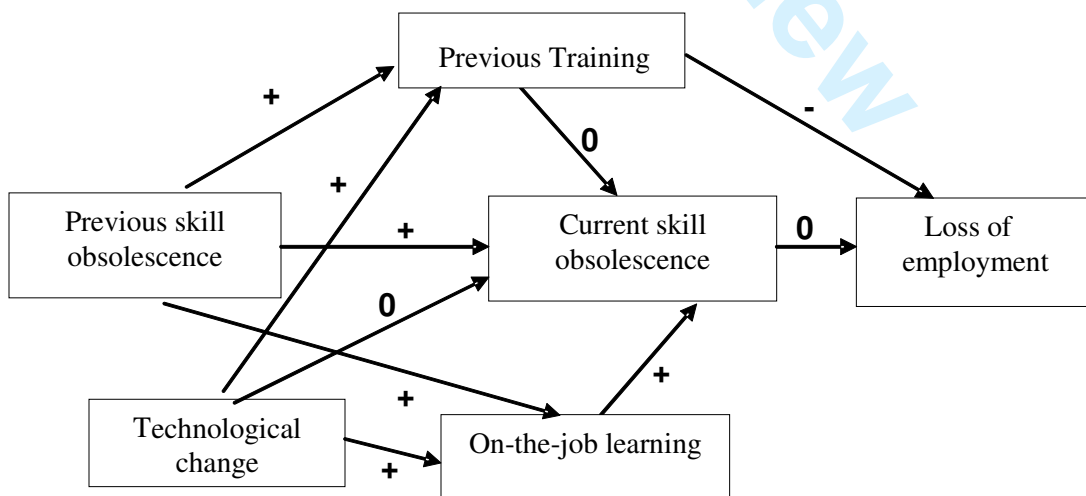 ew
Previous Training
+
-
0
+
Previous skill
obsolescence
+
Current skill
obsolescence
0
Loss of
employment
0
+
+
Technological
change
+
On-the-job learning